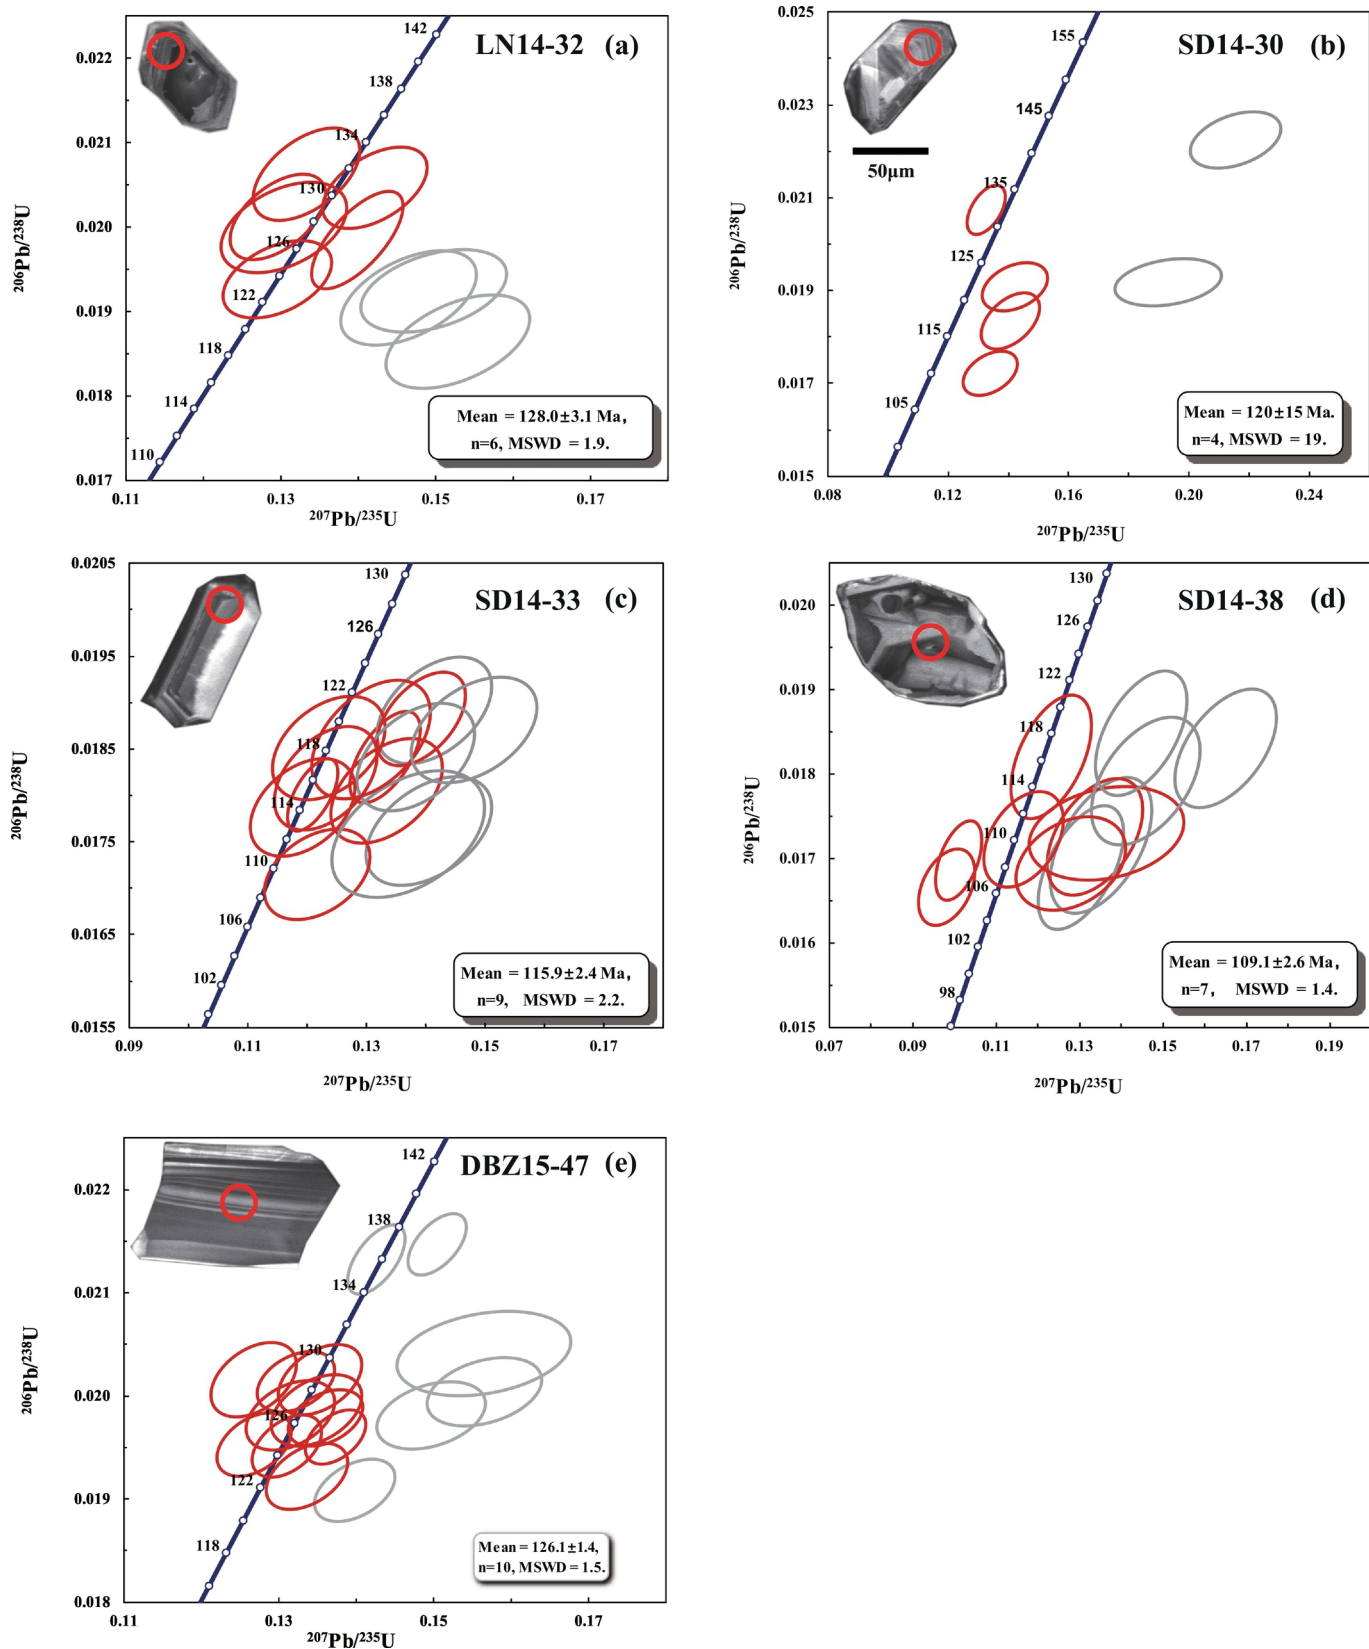 LN14-32 (a)
0.022
0.021
0.020
0.019
0.018
0.017
142
138
134
130
126
122
118
114
110
Mean = 128.0±3.1 Ma,
n=6, MSWD = 1.9.
0.11 0.13 0.15 0.17
206Pb/238U
207Pb/235U
SD14-30 (b)
50μm
0.025
0.023
0.021
0.019
0.017
0.015
155
145
135
125
115
105
Mean = 120±15 Ma.
n=4, MSWD = 19.
0.08 0.12 0.16 0.20 0.24
206Pb/238U
207Pb/235U
SD14-33 (c)
0.0205
0.0195
0.0185
0.0175
0.0165
0.0155
130
126
122
118
114
110
106
102
Mean = 115.9±2.4 Ma,
n=9, MSWD = 2.2.
0.09 0.11 0.13 0.15 0.17
206Pb/238U
207Pb/235U
SD14-38 (d)
0.020
0.019
0.018
0.017
0.016
0.015
130
126
122
118
114
110
106
102
98
Mean = 109.1±2.6 Ma,
n=7, MSWD = 1.4.
0.07 0.09 0.11 0.13 0.15 0.17 0.19
206Pb/238U
207Pb/235U
DBZ15-47 (e)
0.022
0.021
0.020
0.019
0.018
142
138
134
130
126
122
118
Mean = 126.1±1.4,
n=10, MSWD = 1.5.
0.11 0.13 0.15 0.17
206Pb/238U
207Pb/235U